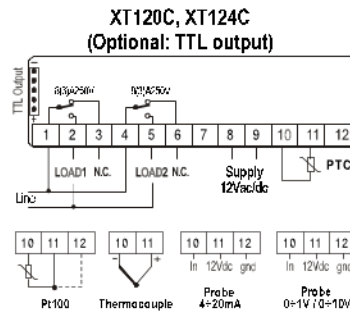 XT120C, XT124C
(Optional: TTL output)
TTL Output
8(3)A250V 8(3)A250V
1 2 3 4 5 6 7 8 9 10 11 12
LOAD1 N.C. LOAD2 N.C. Supply
12Vac/dc
PTC
Line
10 11 12 10 11 10 11 12 10 11 12
In 12Vdc gnd In 12Vdc gnd
Pt100 Thermocouple Probe
4÷20mA Probe
0÷1V / 0÷10V